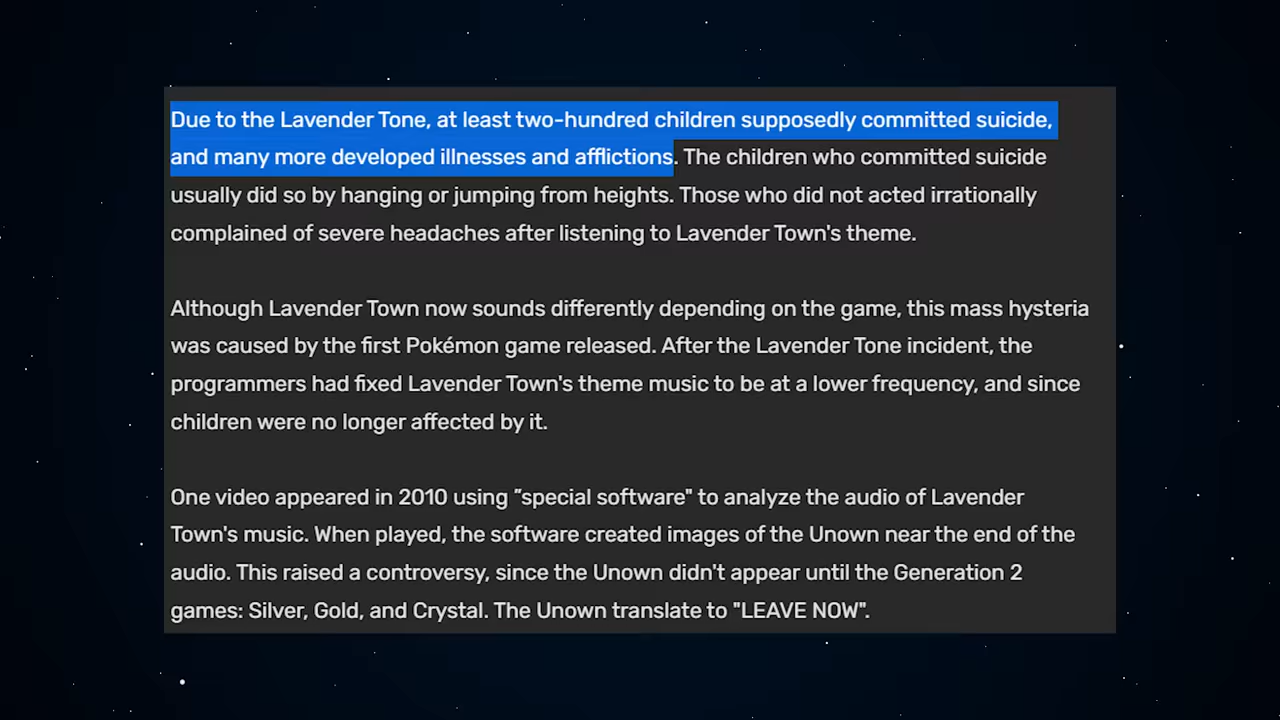 Due to the Lavender Tone, at least two-hundred children supposedly committed suicide,
and many more developed illnesses and afflictions. The children who committed suicide
usually did so by hanging or jumping from heights. Those who did not acted irrationally
complained of severe headaches after listening to Lavender Town's theme.
Although Lavender Town now sounds differently depending on the game, this mass hysteria
was caused by the first Pokémon game released. After the Lavender Tone incident, the
programmers had fixed Lavender Town's theme music to be at a lower frequency, and since
children were no longer affected by it.
One video appeared in 2010 using "special software" to analyze the audio of Lavender
Town's music. When played, the software created images of the Unown near the end of the
audio. This raised a controversy, since the Unown didn't appear until the Generation 2
games: Silver, Gold, and Crystal. The Unown translate to "LEAVE NOW".